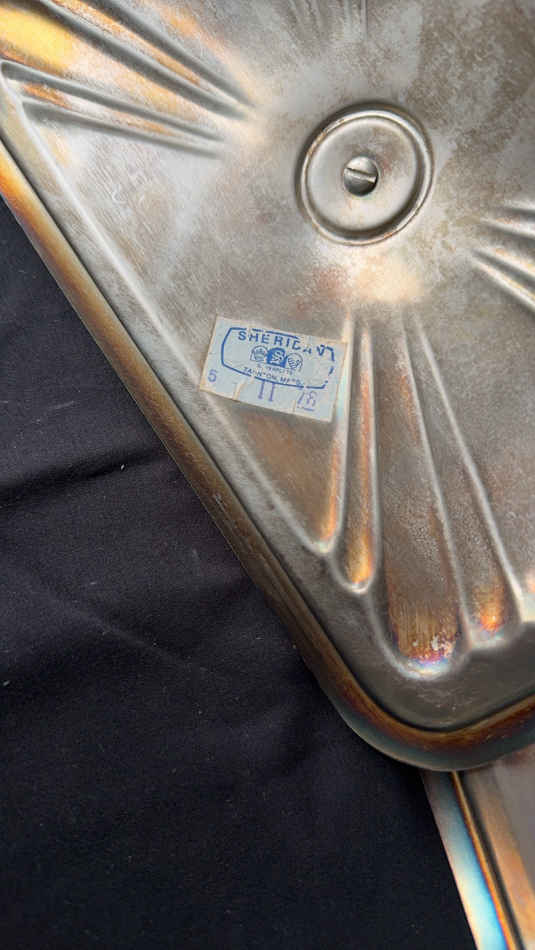 SHERIDAN
S
TAUNTON, MASS.
5 11 78